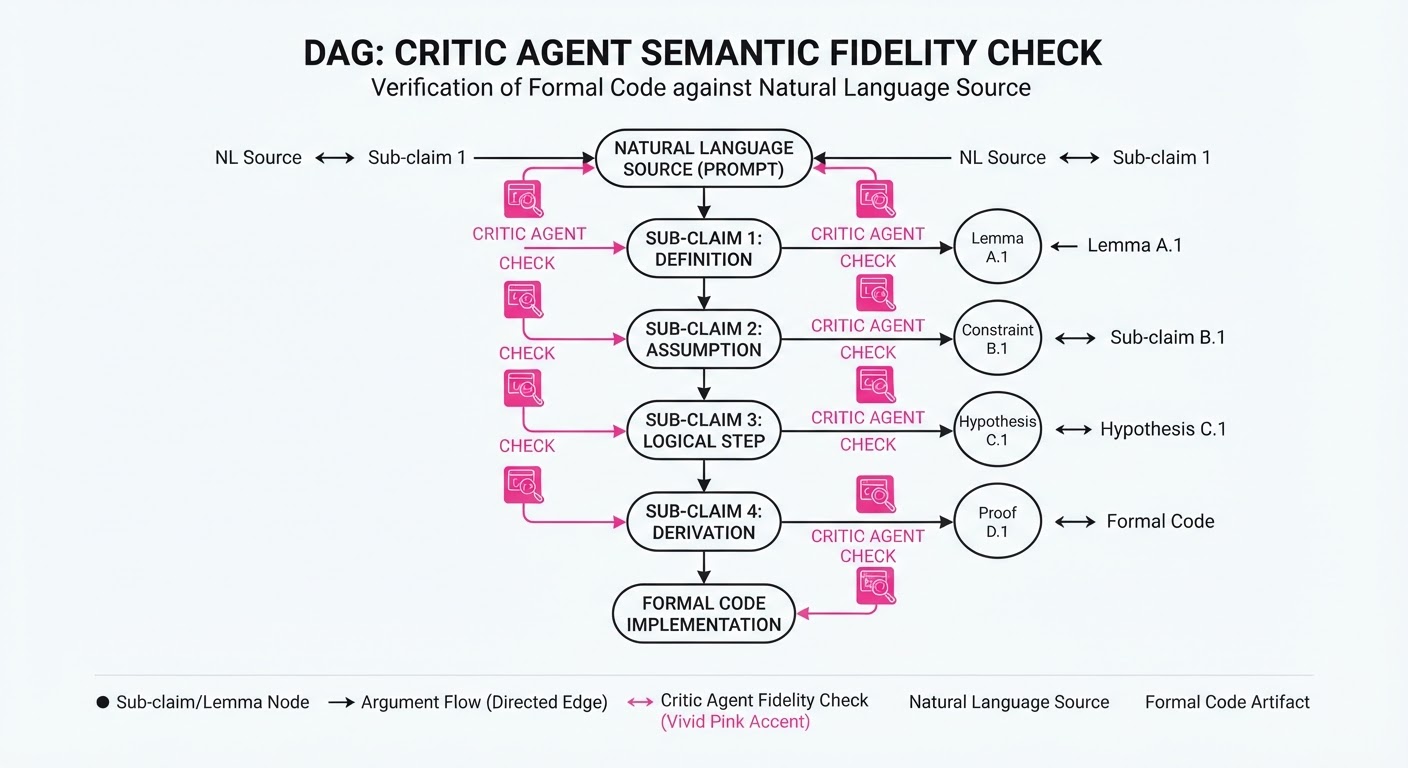 DAG: CRITIC AGENT SEMANTIC FIDELITY CHECK
Verification of Formal Code against Natural Language Source
NL Source ↔ Sub-claim 1
NATURAL LANGUAGE
SOURCE (PROMPT)
NL Source ↔ Sub-claim 1
CRITIC AGENT
CHECK
SUB-CLAIM 1:
DEFINITION
CRITIC AGENT
CHECK
Lemma
A.1
Lemma A.1
CHECK
SUB-CLAIM 2:
ASSUMPTION
CRITIC AGENT
CHECK
Constraint
B.1
Sub-claim B.1
CHECK
SUB-CLAIM 3:
LOGICAL STEP
CRITIC AGENT
CHECK
Hypothesis
C.1
Hypothesis C.1
SUB-CLAIM 4:
DERIVATION
CRITIC AGENT
CHECK
Proof
D.1
Formal Code
FORMAL CODE
IMPLEMENTATION
Sub-claim/Lemma Node
Argument Flow (Directed Edge)
Critic Agent Fidelity Check
(Vivid Pink Accent)
Natural Language Source
Formal Code Artifact